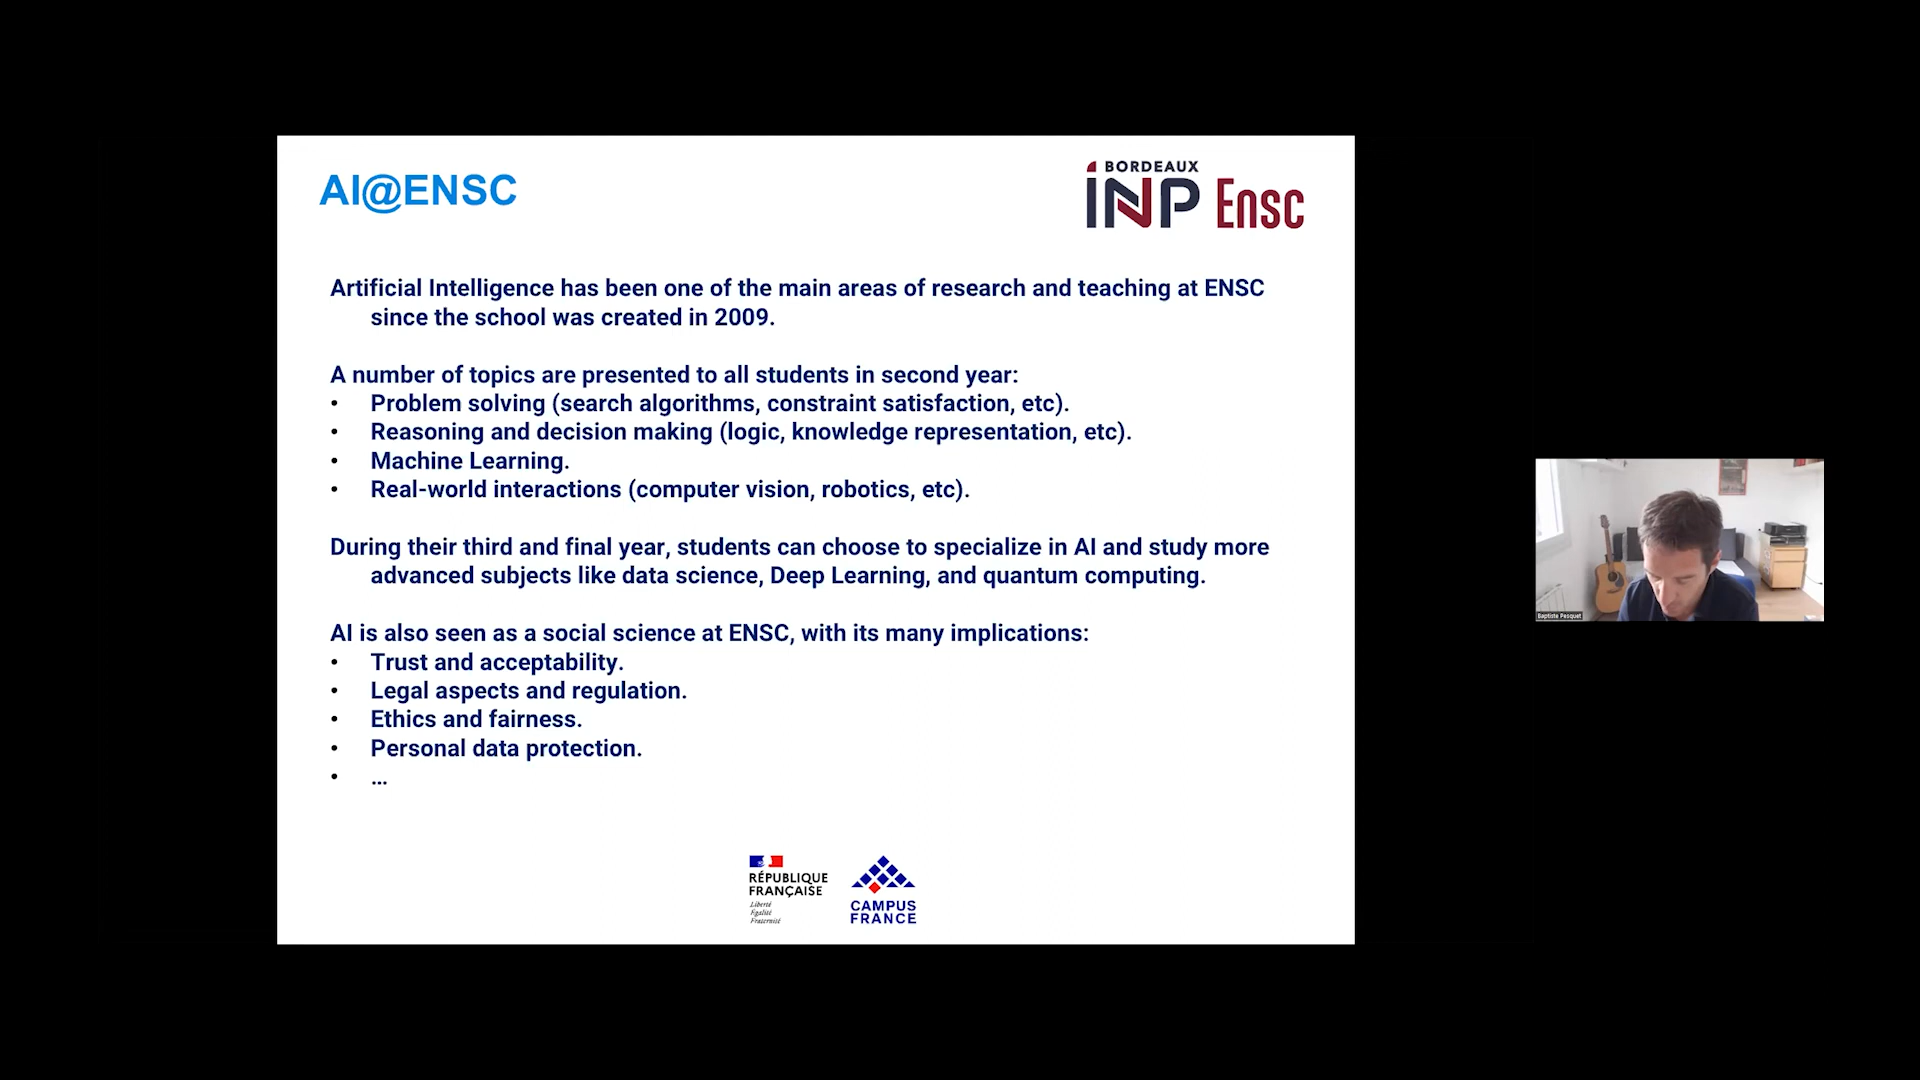 AI@ENSC
BORDEAUX
INP Ensc
Artificial Intelligence has been one of the main areas of research and teaching at ENSC
since the school was created in 2009.
A number of topics are presented to all students in second year:
• Problem solving (search algorithms, constraint satisfaction, etc).
• Reasoning and decision making (logic, knowledge representation, etc).
• Machine Learning.
• Real-world interactions (computer vision, robotics, etc).
During their third and final year, students can choose to specialize in AI and study more
advanced subjects like data science, Deep Learning, and quantum computing.
AI is also seen as a social science at ENSC, with its many implications:
• Trust and acceptability.
• Legal aspects and regulation.
• Ethics and fairness.
• Personal data protection.
• …
RÉPUBLIQUE
FRANÇAISE
Liberté
Égalité
Fraternité
CAMPUS
FRANCE
Baptiste Pesquet